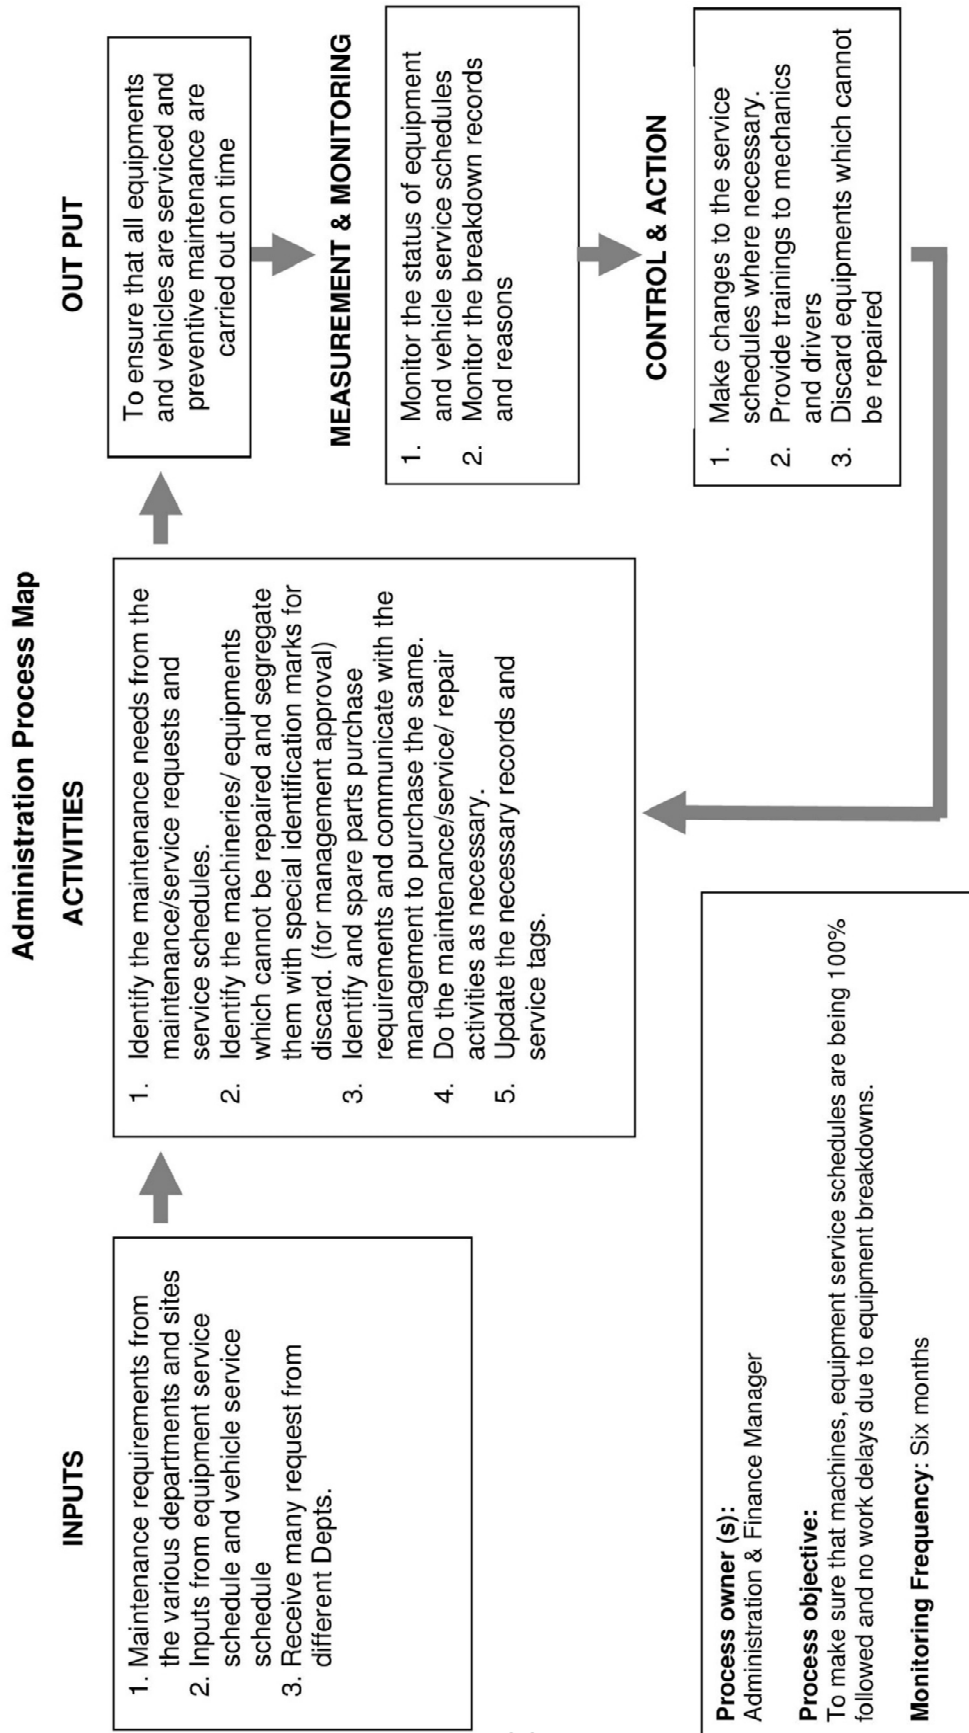 Administration Process Map
INPUTS
1. Maintenance requirements from
the various departments and sites
2. Inputs from equipment service
schedule and vehicle service
schedule
3. Receive many request from
different Depts.
ACTIVITIES
1. Identify the maintenance needs from the
maintenance/service requests and
service schedules.
2. Identify the machineries/ equipments
which cannot be repaired and segregate
them with special identification marks for
discard. (for management approval)
3. Identify and spare parts purchase
requirements and communicate with the
management to purchase the same.
4. Do the maintenance/service/ repair
activities as necessary.
5. Update the necessary records and
service tags.
OUT PUT
To ensure that all equipments
and vehicles are serviced and
preventive maintenance are
carried out on time
MEASUREMENT & MONITORING
1. Monitor the status of equipment
and vehicle service schedules
2. Monitor the breakdown records
and reasons
CONTROL & ACTION
1. Make changes to the service
schedules where necessary.
2. Provide trainings to mechanics
and drivers
3. Discard equipments which cannot
be repaired
Process owner (s):
Administration & Finance Manager
Process objective:
To make sure that machines, equipment service schedules are being 100%
followed and no work delays due to equipment breakdowns.
Monitoring Frequency: Six months